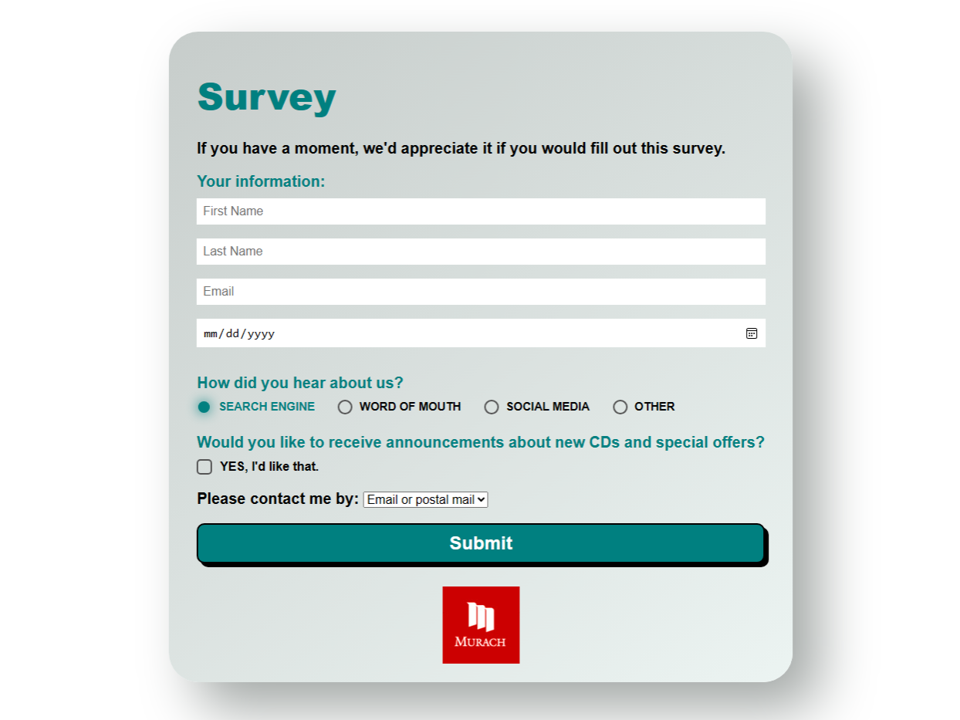 Survey
If you have a moment, we'd appreciate it if you would fill out this survey.
Your information:
First Name
Last Name
Email
mm/dd/yyyy
How did you hear about us?
SEARCH ENGINE WORD OF MOUTH SOCIAL MEDIA OTHER
Would you like to receive announcements about new CDs and special offers?
YES, I'd like that.
Please contact me by: Email or postal mail
Submit
MURACH